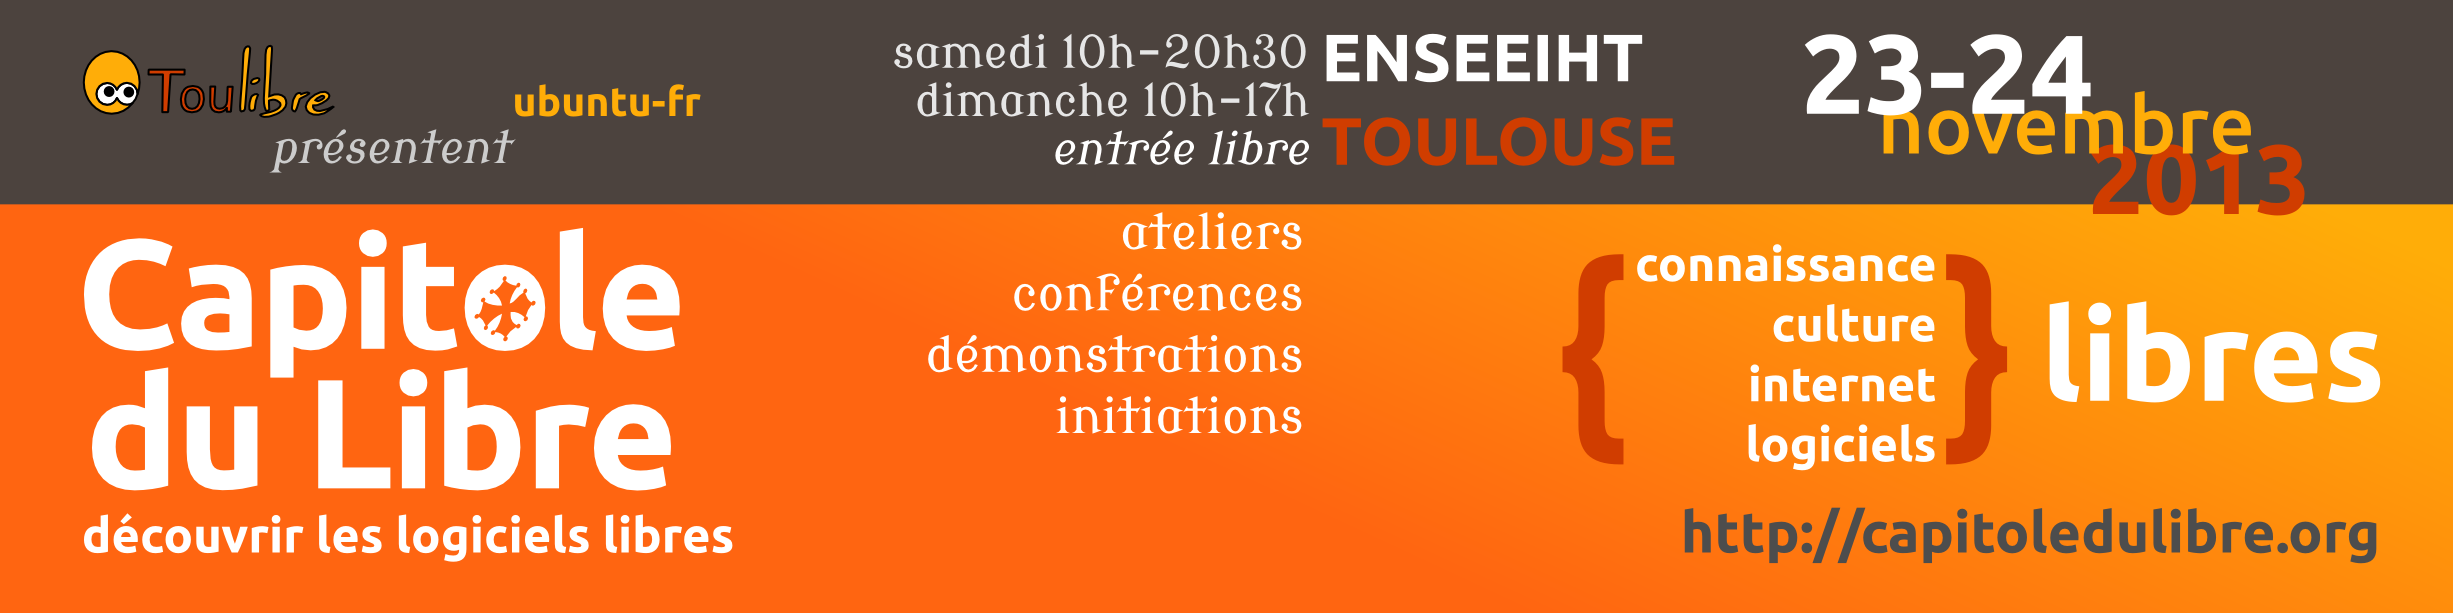 Toulibre
ubuntu-fr
présentent
samedi 10h-20h30
dimanche 10h-17h
entrée libre
ENSEEIHT
TOULOUSE
23-24
novembre
2013
Capitole
du Libre
découvrir les logiciels libres
ateliers
conférences
démonstrations
initiations
{ connaissance
culture
internet
logiciels } libres
http://capitoledulibre.org